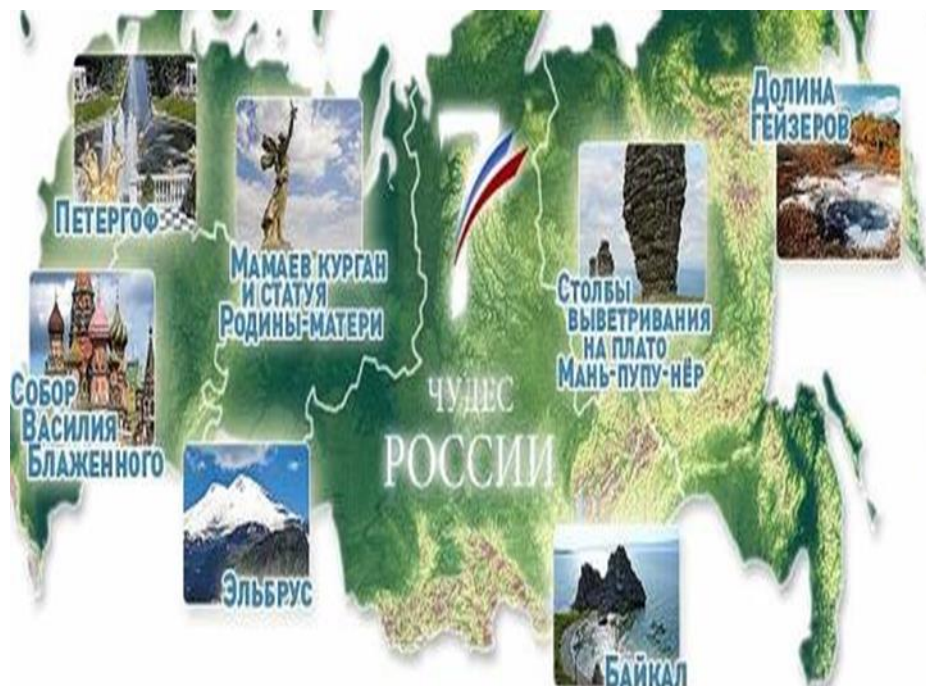 Петергоф
Мамаев курган
и статуя
Родины-матери
Собор
Василия
Блаженного
Эльбрус
7
чудес
России
Столбы
выветривания
на плато
Мань-пупу-нёр
Долина
гейзеров
Байкал